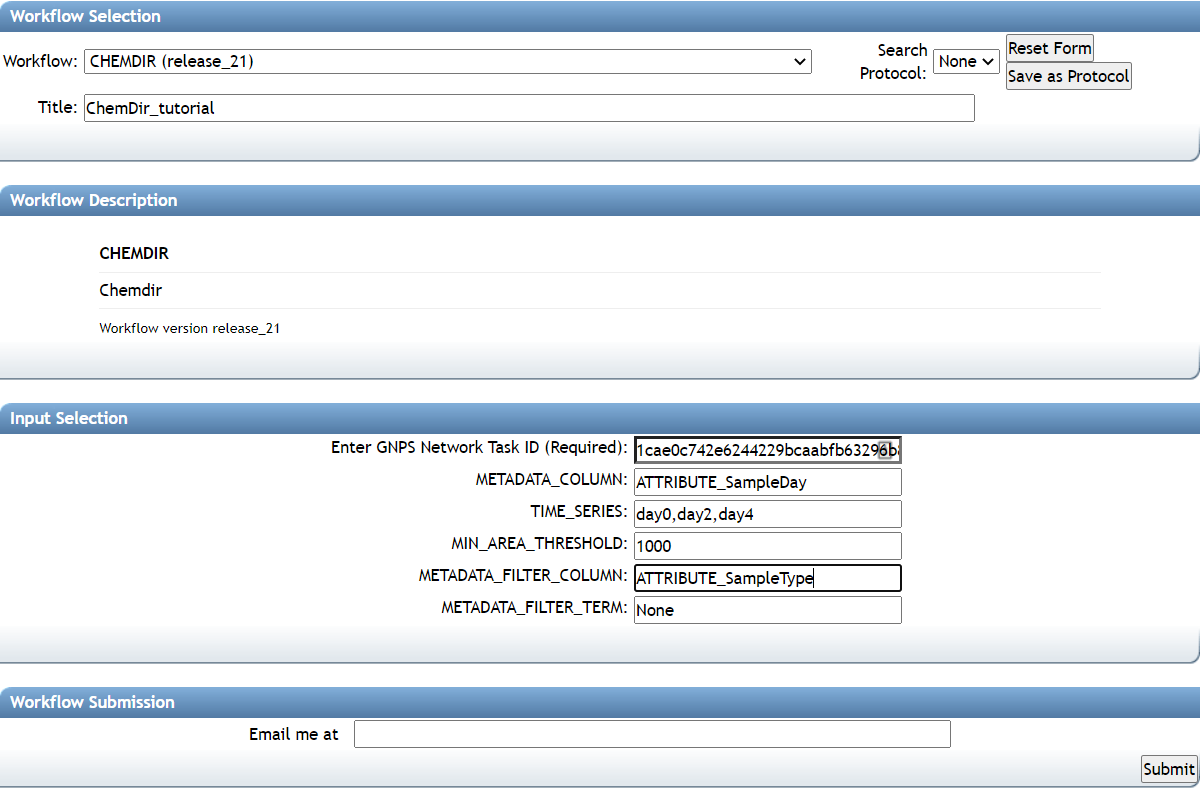 Workflow Selection
Workflow: CHEMDIR (release_21) Search Protocol: None Reset Form
Save as Protocol
Title: ChemDir_tutorial
Workflow Description
CHEMDIR
Chemdir
Workflow version release_21
Input Selection
Enter GNPS Network Task ID (Required): 1cae0c742e6244229bcaabfb63296b
METADATA_COLUMN: ATTRIBUTE_SampleDay
TIME_SERIES: day0,day2,day4
MIN_AREA_THRESHOLD: 1000
METADATA_FILTER_COLUMN: ATTRIBUTE_SampleType
METADATA_FILTER_TERM: None
Workflow Submission
Email me at
Submit